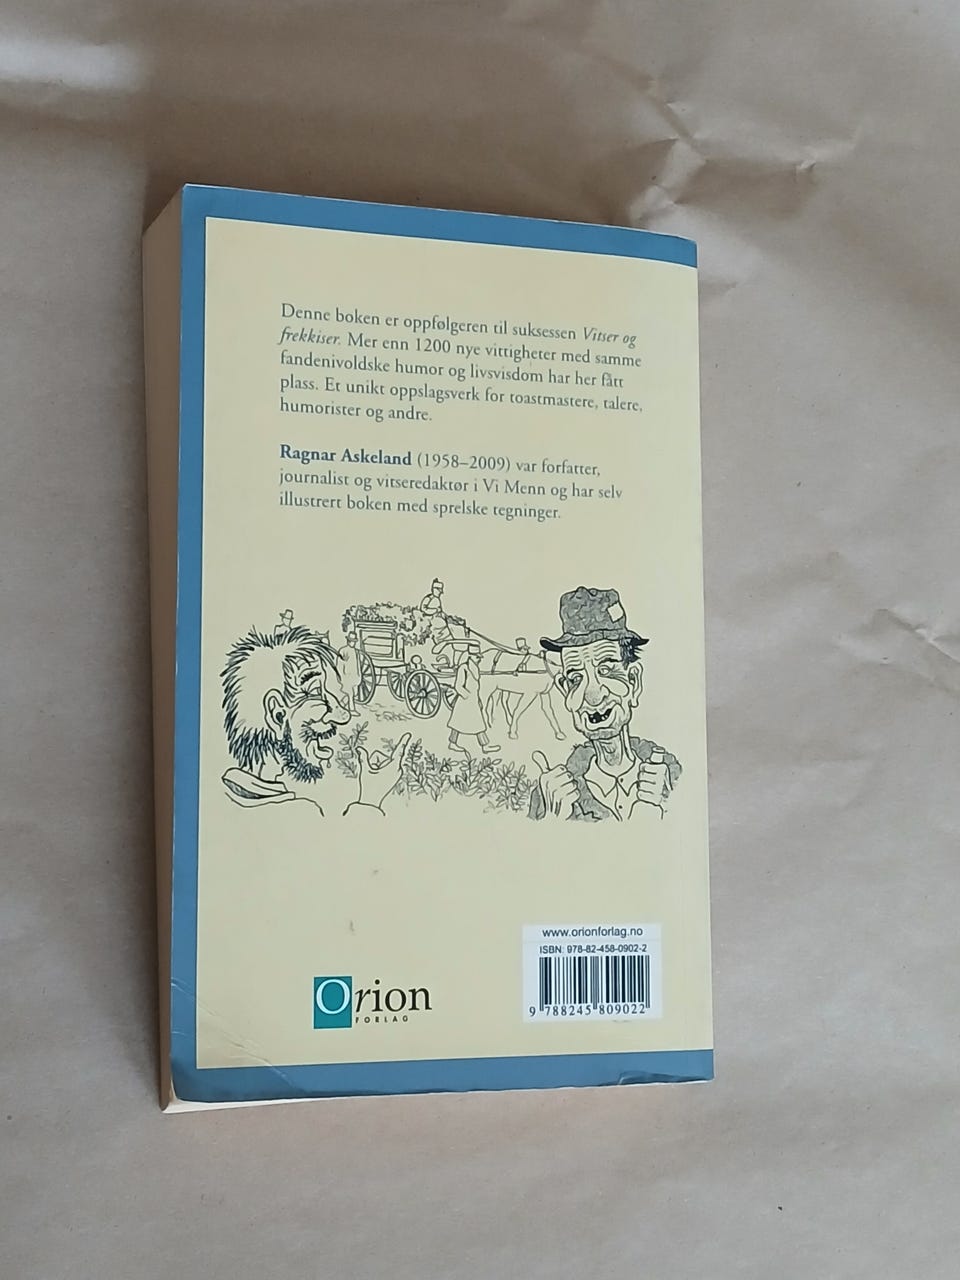 Denne boken er oppfølgeren til suksessen Vitser og
frekkiser. Mer enn 1200 nye vittigheter med samme
fandenivoldske humor og livsvisdom har her fått
plass. Et unikt oppslagsverk for toastmastere, talere,
humorister og andre.
Ragnar Askeland (1958–2009) var forfatter,
journalist og vitseredaktør i Vi Menn og har selv
illustrert boken med sprelske tegninger.
www.orionforlag.no
ISBN: 978-82-458-0902-2
9 788245 809022
Orion
FORLAG